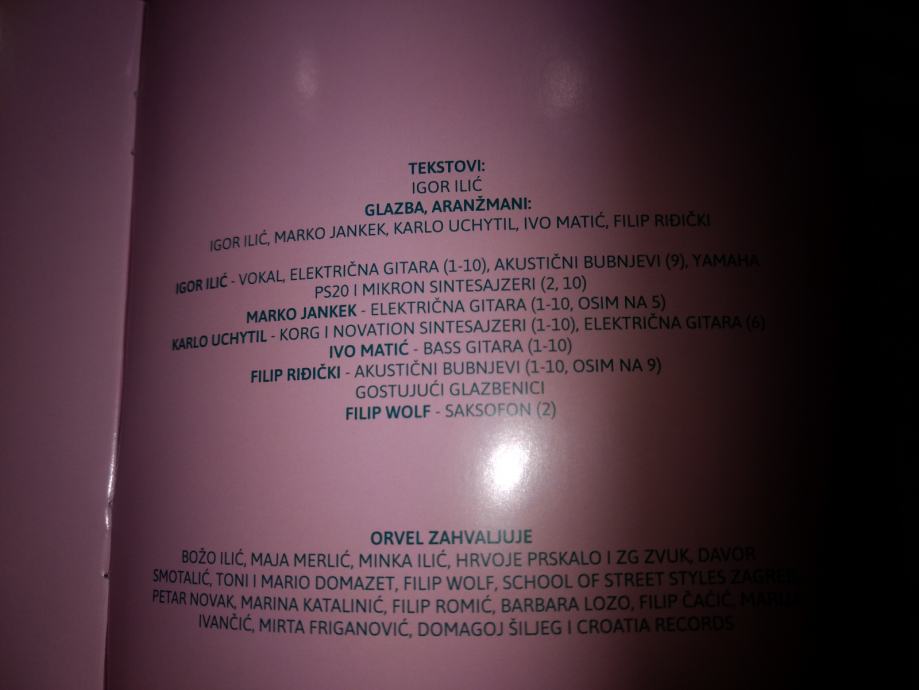 TEKSTOVI:
IGOR ILIĆ
GLAZBA, ARANŽMANI:
IGOR ILIĆ, MARKO JANKEK, KARLO UCHYTIL, IVO MATIĆ, FILIP RIĐIČKI
IGOR ILIĆ - VOKAL, ELEKTRIČNA GITARA (1-10), AKUSTIČNI BUBNJEVI (9), YAMAHA
PS20 I MIKRON SINTESAJZERI (2, 10)
MARKO JANKEK - ELEKTRIČNA GITARA (1-10, OSIM NA 5)
KARLO UCHYTIL - KORG I NOVATION SINTESAJZERI (1-10), ELEKTRIČNA GITARA (6)
IVO MATIĆ - BASS GITARA (1-10)
FILIP RIĐIČKI - AKUSTIČNI BUBNJEVI (1-10, OSIM NA 9)
GOSTUJUĆI GLAZBENICI
FILIP WOLF - SAKSOFON (2)
ORVEL ZAHVALJUJE
BOŽO ILIĆ, MAJA MERLIĆ, MINKA ILIĆ, HRVOJE PRSKALO I ZG ZVUK, DAVOR
SMOTALIĆ, TONI I MARIO DOMAZET, FILIP WOLF, SCHOOL OF STREET STYLES ZAGREB,
PETAR NOVAK, MARINA KATALINIĆ, FILIP ROMIĆ, BARBARA LOZO, FILIP ČAČIĆ,
IVANČIĆ, MIRTA FRIGANOVIĆ, DOMAGOJ ŠILJEG I CROATIA RECORDS